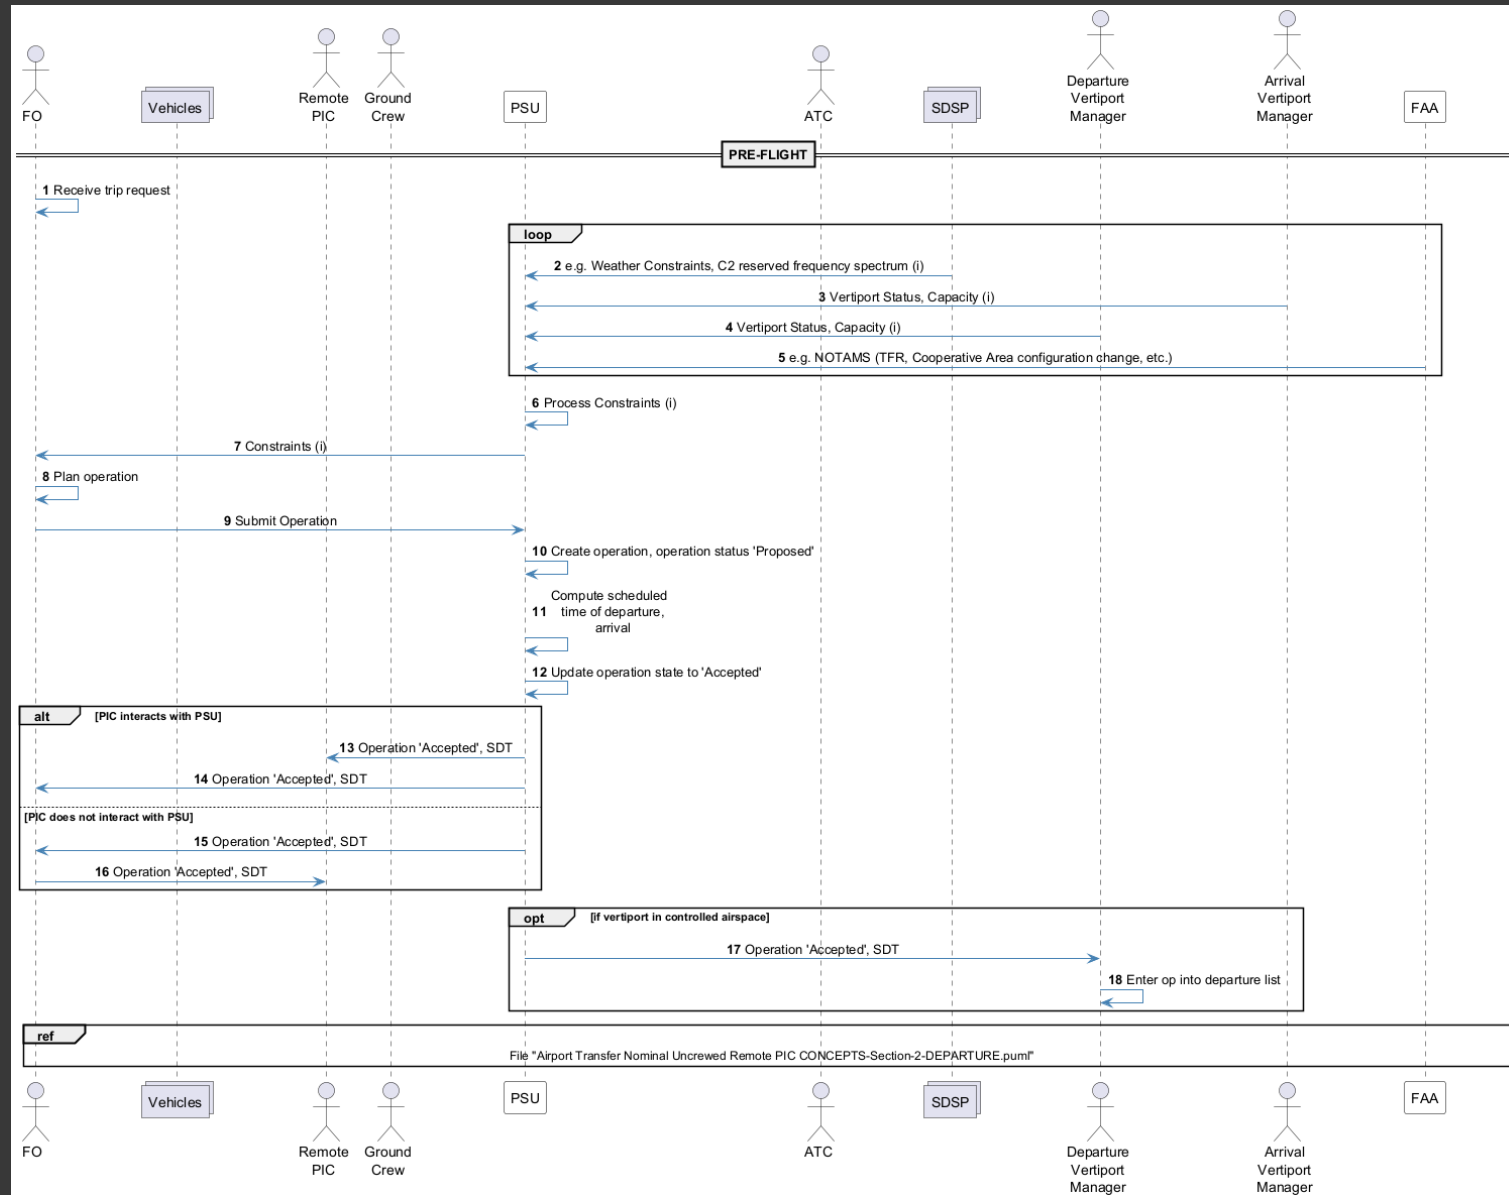 FO
Vehicles
Remote
PIC
Ground
Crew
PSU
ATC
SDSP
Departure
Vertiport
Manager
Arrival
Vertiport
Manager
FAA
PRE-FLIGHT
1 Receive trip request
loop
2 e.g. Weather Constraints, C2 reserved frequency spectrum (i)
3 Vertiport Status, Capacity (i)
4 Vertiport Status, Capacity (i)
5 e.g. NOTAMS (TFR, Cooperative Area configuration change, etc.)
6 Process Constraints (i)
7 Constraints (i)
8 Plan operation
9 Submit Operation
10 Create operation, operation status 'Proposed'
Compute scheduled
11 time of departure,
arrival
12 Update operation state to 'Accepted'
alt [PIC interacts with PSU]
13 Operation 'Accepted', SDT
14 Operation 'Accepted', SDT
[PIC does not interact with PSU]
15 Operation 'Accepted', SDT
16 Operation 'Accepted', SDT
opt [if vertiport in controlled airspace]
17 Operation 'Accepted', SDT
18 Enter op into departure list
ref
File "Airport Transfer Nominal Uncrewed Remote PIC CONCEPTS-Section-2-DEPARTURE.puml"
FO
Vehicles
Remote
PIC
Ground
Crew
PSU
ATC
SDSP
Departure
Vertiport
Manager
Arrival
Vertiport
Manager
FAA